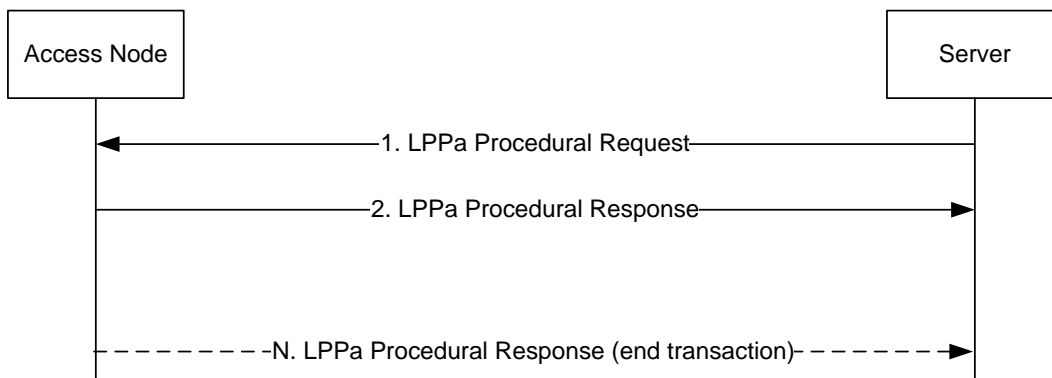 Access Node
Server
1. LPPa Procedural Request
2. LPPa Procedural Response
N. LPPa Procedural Response (end transaction)